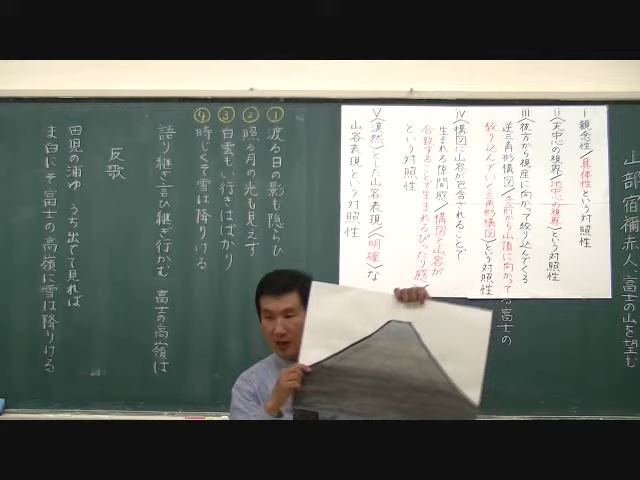 山部宿禰赤人 富士の山を望む
る富士の
ⅰ 観念性/具体性という対照性
ⅱ〈天中心の視界/地中心の視界〉という対照性
ⅲ〈彼方から視座に向かって絞り込んでくる
逆三角形構図/手前から山頂に向かって
絞り込んでいく三角形構図〉という対照性
ⅳ〈構図に山容が包含されることで
生まれる隙間感/構図と山容が
合致することで生まれるぴったり感〉
という対照性
ⅴ〈漠然〉とした山容表現/〈明確〉な
山容表現という対照性
①渡る日の影も隠らひ
②照る月の光も見えず
③白雲もい行きはばかり
④時じくぞ雪は降りける
語り継ぎ言ひ継ぎ行かむ 富士の高嶺は
反歌
田児の浦ゆ うち出でて見れば
ま白にそ富士の高嶺に雪は降りける